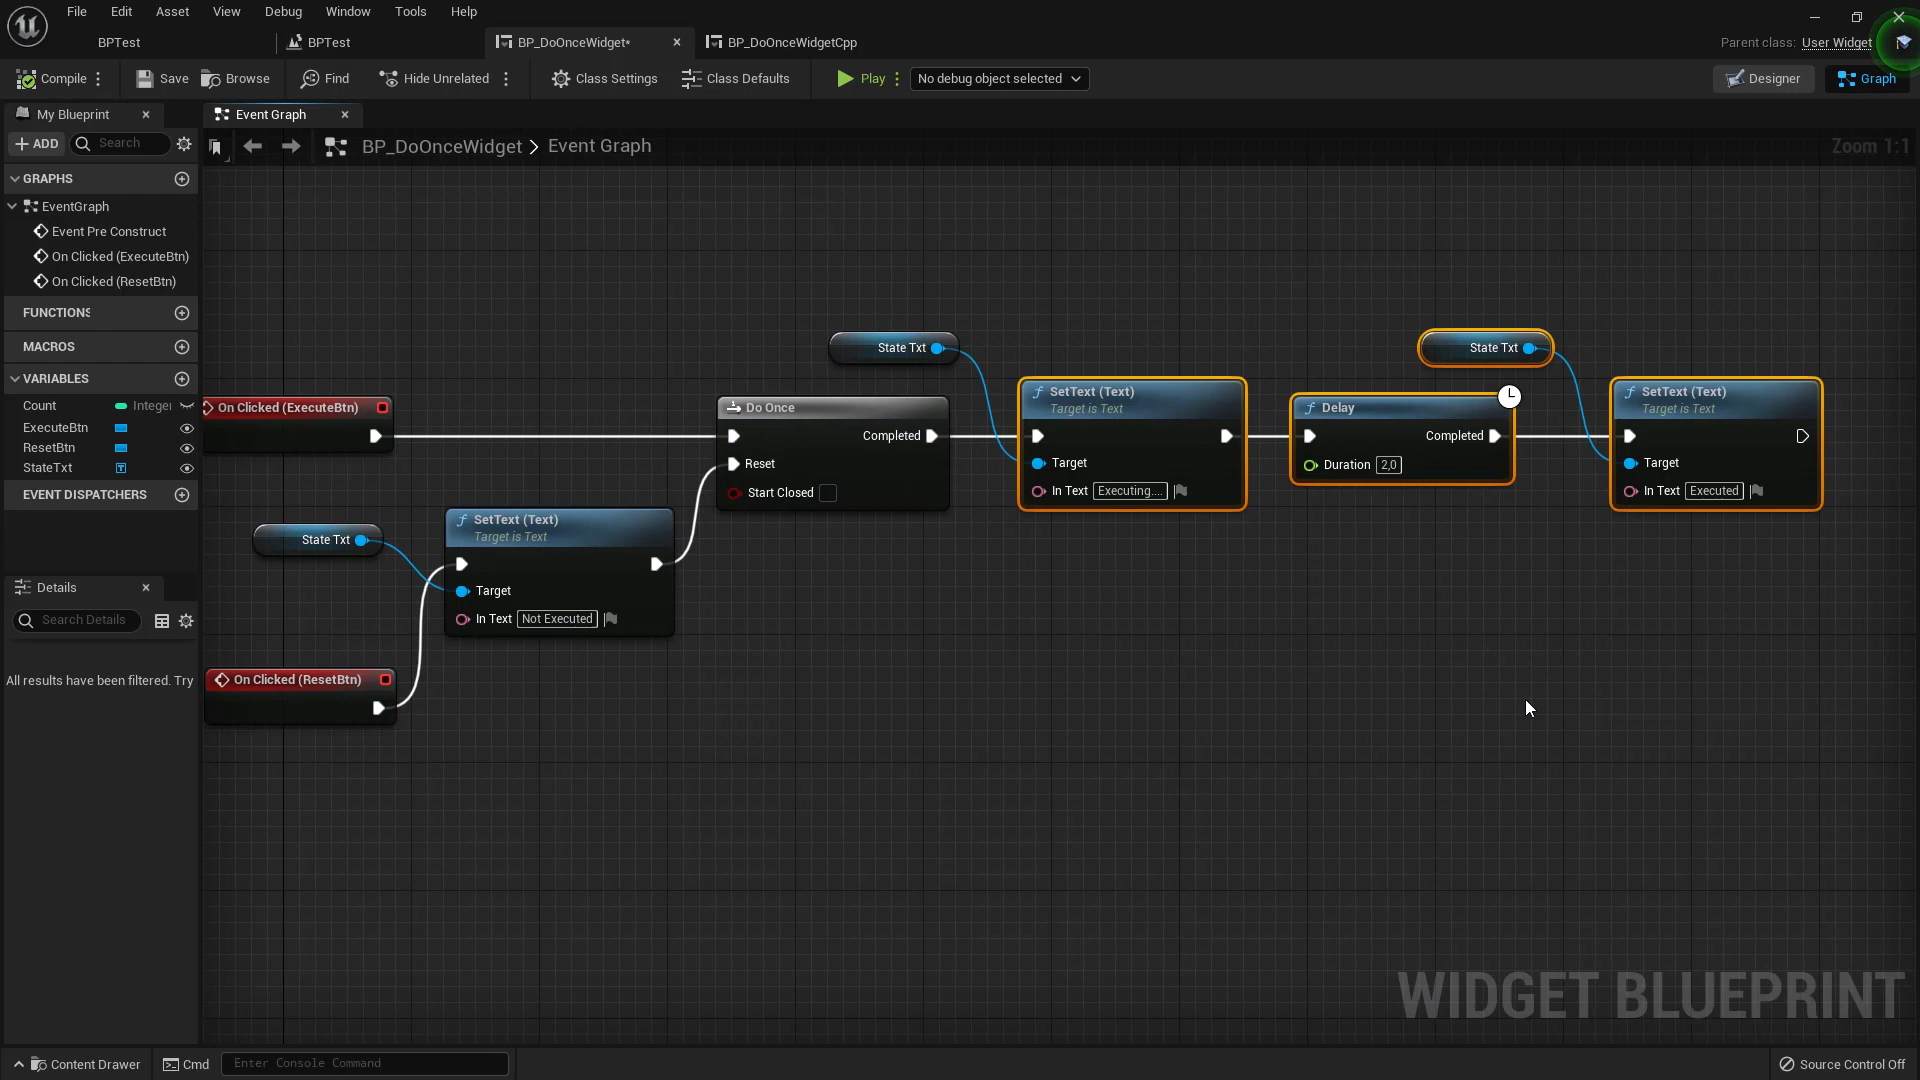 File Edit Asset View Debug Window Tools Help
BPTest BPTest BP_DoOnceWidget* BP_DoOnceWidgetCpp Parent class: User Widget
Compile Save Browse Find Hide Unrelated Class Settings Class Defaults Play No debug object selected Designer Graph
My Blueprint Event Graph
ADD Search BP_DoOnceWidget > Event Graph Zoom 1:1
GRAPHS
EventGraph
Event Pre Construct
On Clicked (ExecuteBtn)
On Clicked (ResetBtn)
FUNCTIONS
MACROS
VARIABLES
Count Integer
ExecuteBtn
ResetBtn
StateTxt
EVENT DISPATCHERS
Details
Search Details
All results have been filtered. Try
On Clicked (ExecuteBtn)
State Txt
SetText (Text)
Target is Text
Target
In Text Not Executed
On Clicked (ResetBtn)
Do Once
Completed
Reset
Start Closed
State Txt
SetText (Text)
Target is Text
Target
In Text Executing....
Delay
Completed
Duration 2,0
State Txt
SetText (Text)
Target is Text
Target
In Text Executed
WIDGET BLUEPRINT
Content Drawer Cmd Enter Console Command Source Control Off